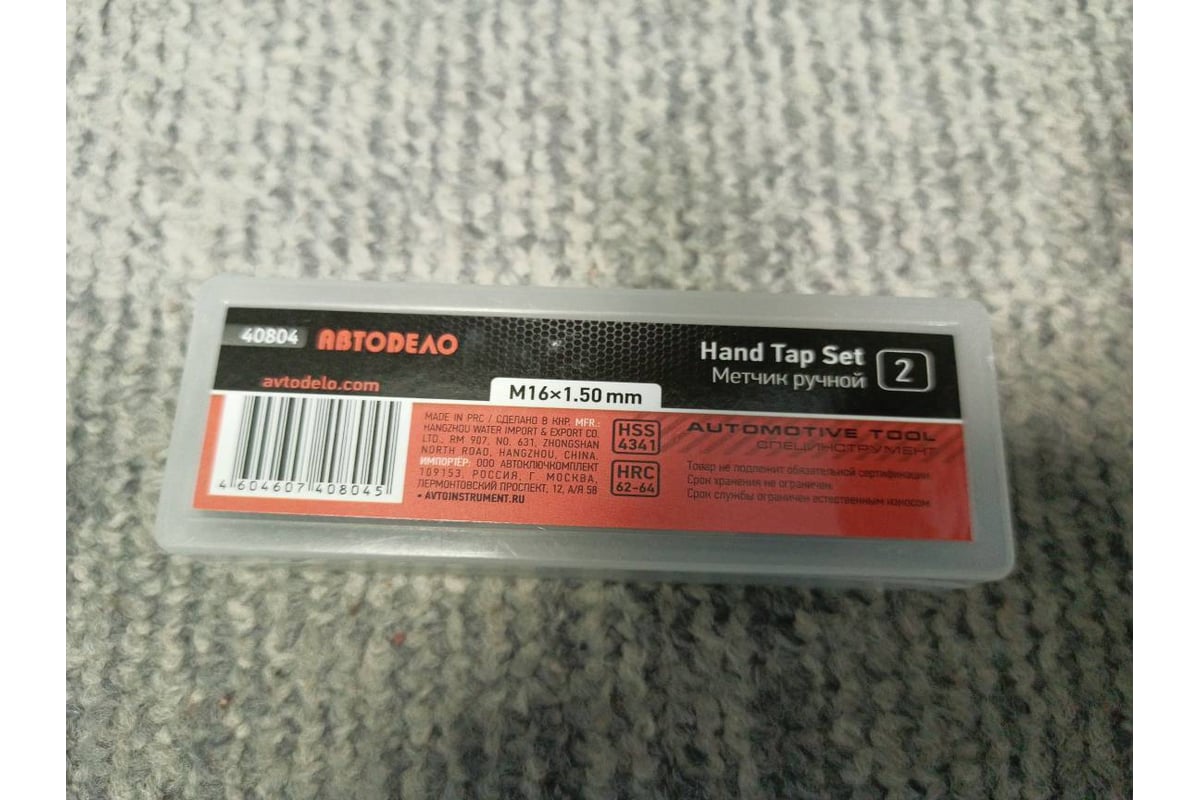 40804 АВТОDЕЛО
avtodelo.com
Hand Tap Set
Метчик ручной
2
M16×1.50 mm
4 604607 408045
MADE IN PRC / СДЕЛАНО В КНР. MFR.:
HANGZHOU WATER IMPORT & EXPORT CO.
LTD., RM 907, NO. 631, ZHONGSHAN
NORTH ROAD, HANGZHOU, CHINA.
ИМПОРТЁР: ООО АВТОКЛЮЧКОМПЛЕКТ
109153, РОССИЯ, Г. МОСКВА,
ЛЕРМОНТОВСКИЙ ПРОСПЕКТ, 12, А/Я 58
• AVTOINSTRUMENT.RU
HSS
4341
HRC
62-64
AUTOMOTIVE TOOL
СПЕЦИНСТРУМЕНТ
Товар не подлежит обязательной сертификации.
Срок хранения не ограничен.
Срок службы ограничен естественным износом.